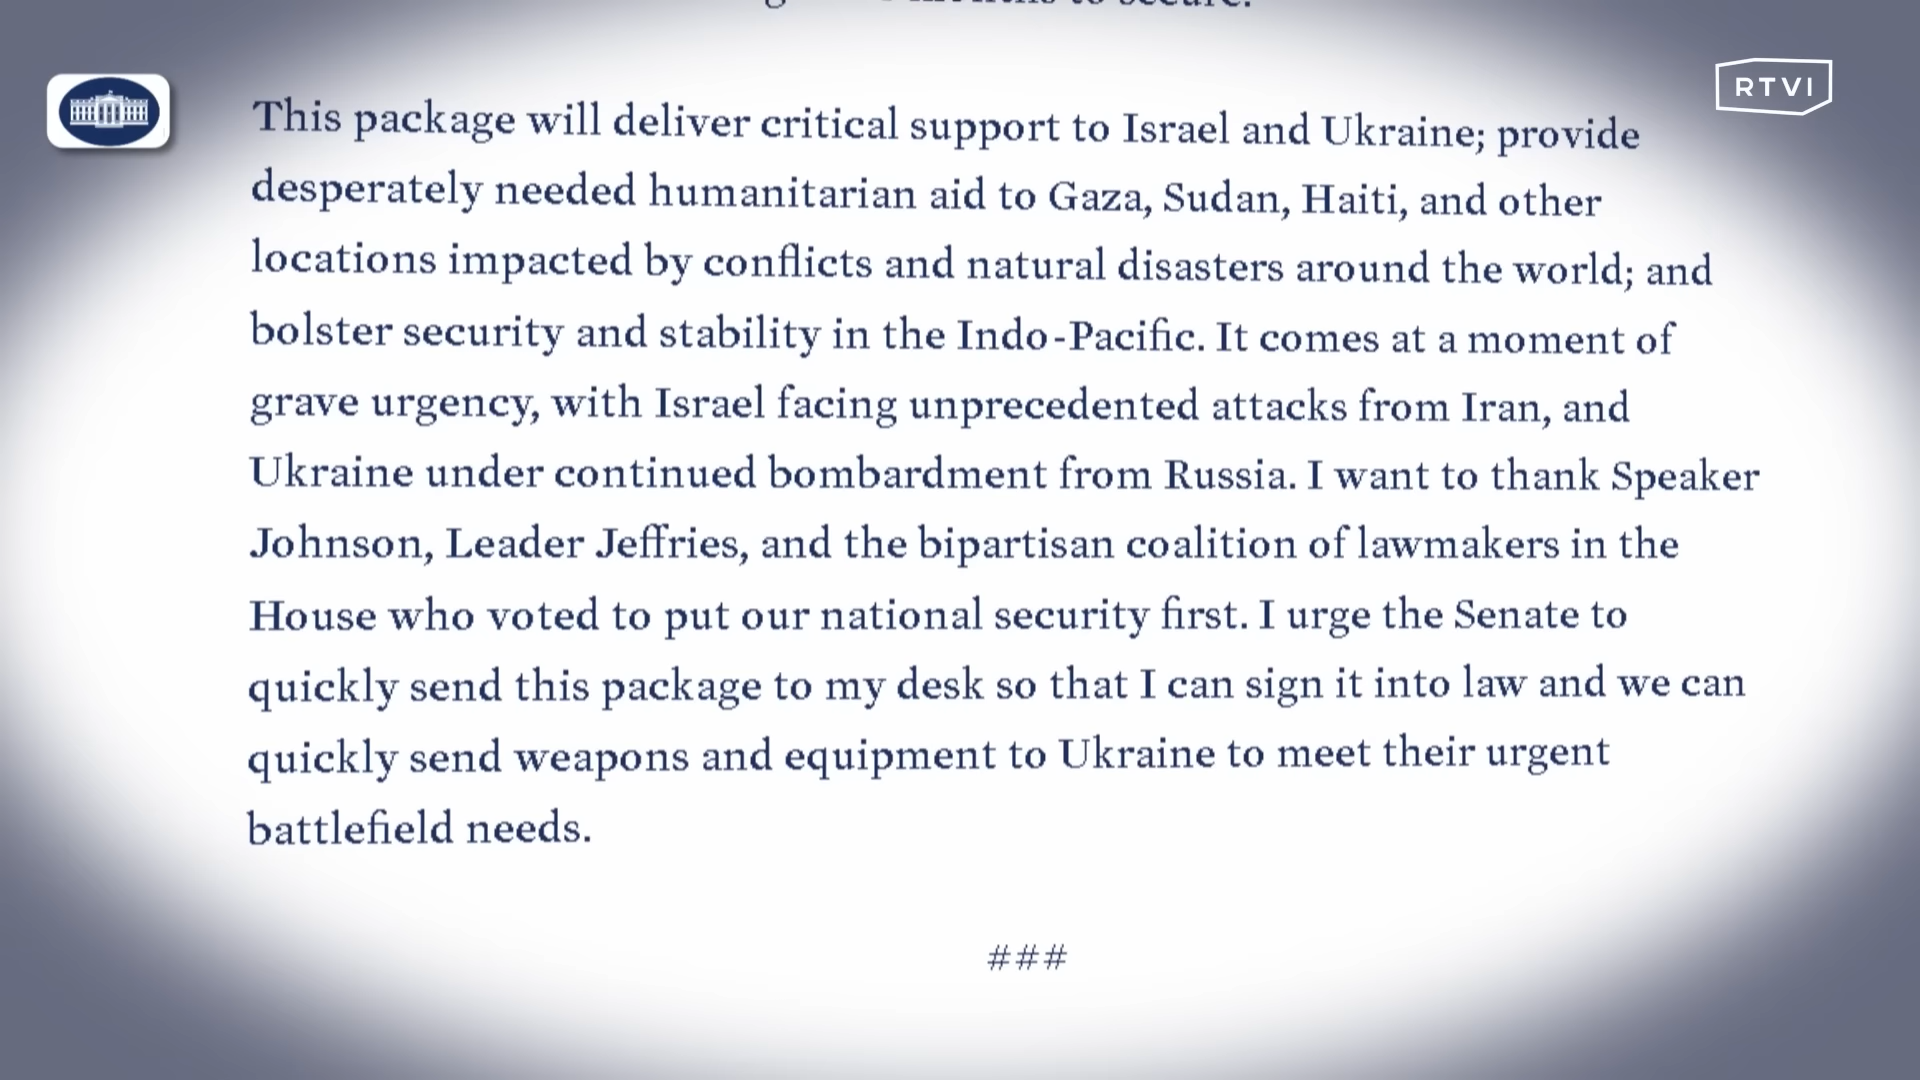 to secure.
RTVI
This package will deliver critical support to Israel and Ukraine; provide
desperately needed humanitarian aid to Gaza, Sudan, Haiti, and other
locations impacted by conflicts and natural disasters around the world; and
bolster security and stability in the Indo-Pacific. It comes at a moment of
grave urgency, with Israel facing unprecedented attacks from Iran, and
Ukraine under continued bombardment from Russia. I want to thank Speaker
Johnson, Leader Jeffries, and the bipartisan coalition of lawmakers in the
House who voted to put our national security first. I urge the Senate to
quickly send this package to my desk so that I can sign it into law and we can
quickly send weapons and equipment to Ukraine to meet their urgent
battlefield needs.
###